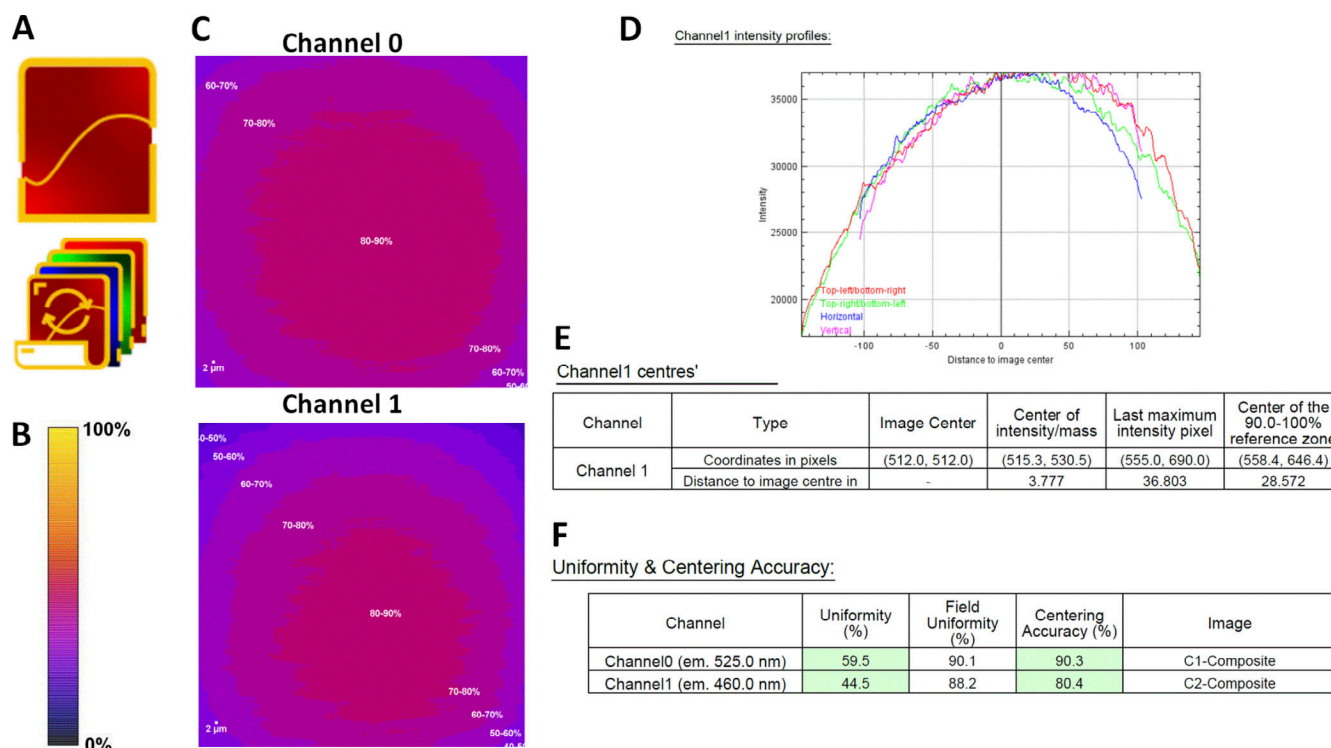 A
B
100%
0%
C
Channel 0
60-70%
70-80%
80-90%
70-80%
60-70%
2 µm
Channel 1
50-60%
60-70%
70-80%
80-90%
70-80%
60-70%
50-60%
2 µm
D
Channel1 intensity profiles:
35000
30000
25000
20000
Intensity
Top-left/bottom-right
Top-right/bottom-left
Horizontal
Vertical
-100 -50 0 50 100
Distance to image center
E
Channel1 centres'
Channel Type Image Center Center of intensity/mass Last maximum intensity pixel Center of the 90.0-100% reference zone
Channel 1 Coordinates in pixels (512.0, 512.0) (515.3, 530.5) (555.0, 690.0) (558.4, 646.4)
Distance to image centre in - 3.777 36.803 28.572
F
Uniformity & Centering Accuracy:
Channel Uniformity (%) Field Uniformity (%) Centering Accuracy (%) Image
Channel0 (em. 525.0 nm) 59.5 90.1 90.3 C1-Composite
Channel1 (em. 460.0 nm) 44.5 88.2 80.4 C2-Composite